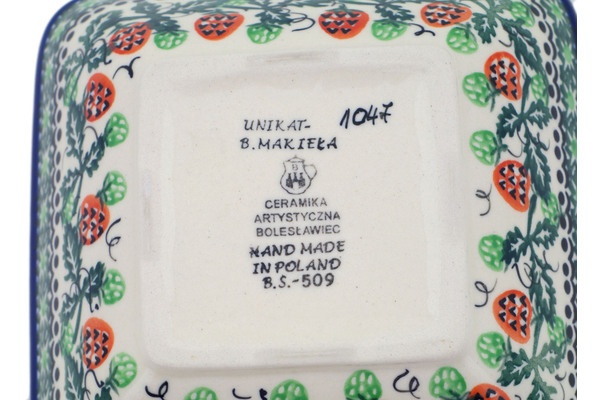 UNIKAT- 1047
B. MAKIEŁA
B
CERAMIKA
ARTYSTYCZNA
BOLESŁAWIEC
HAND MADE
IN POLAND
B.S.-509